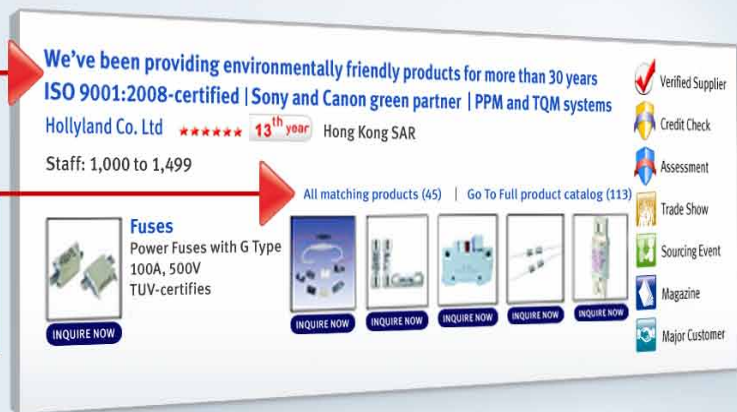 We've been providing environmentally friendly products for more than 30 years
ISO 9001:2008-certified | Sony and Canon green partner | PPM and TQM systems
Hollyland Co. Ltd ★★★★★★ 13th year Hong Kong SAR
Staff: 1,000 to 1,499
All matching products (45) | Go To Full product catalog (113)
Fuses
Power Fuses with G Type
100A, 500V
TUV-certifies
INQUIRE NOW
INQUIRE NOW
INQUIRE NOW
INQUIRE NOW
INQUIRE NOW
INQUIRE NOW
Verified Supplier
Credit Check
Assessment
Trade Show
Sourcing Event
Magazine
Major Customer